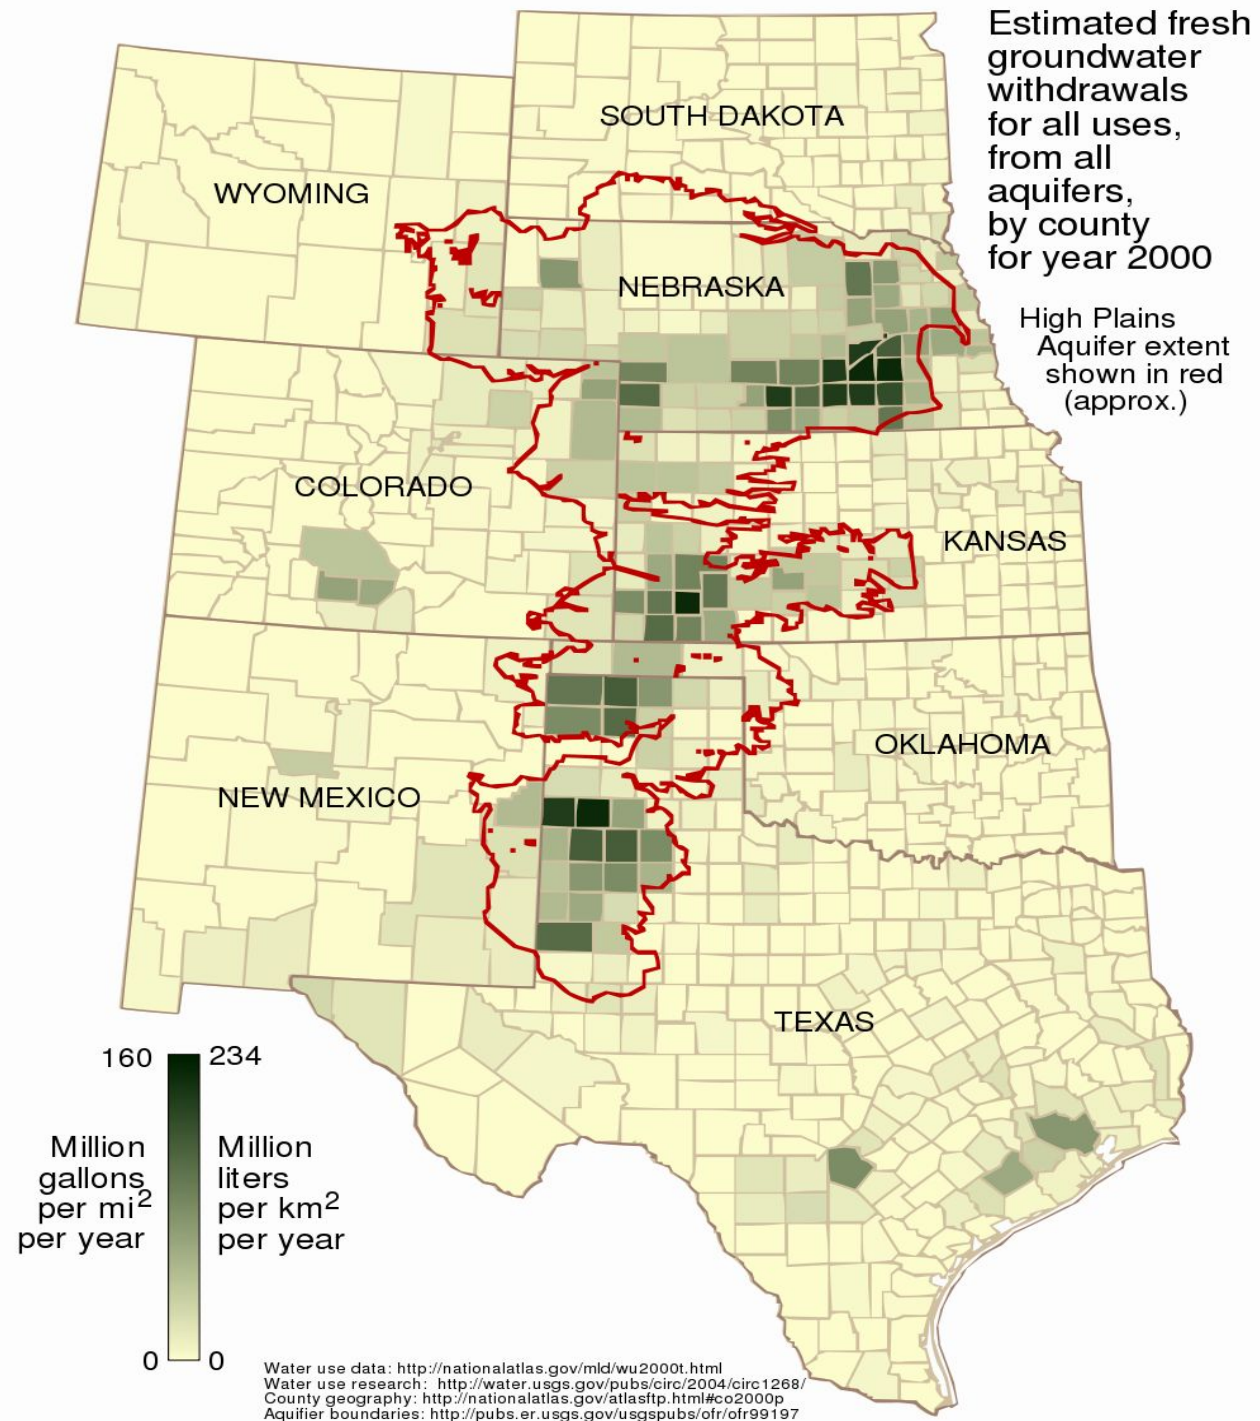 Estimated fresh
groundwater
withdrawals
for all uses,
from all
aquifers,
by county
for year 2000
High Plains
Aquifer extent
shown in red
(approx.)
SOUTH DAKOTA
WYOMING
NEBRASKA
COLORADO
KANSAS
OKLAHOMA
NEW MEXICO
TEXAS
160
234
Million
gallons
per mi²
per year
Million
liters
per km²
per year
0
0
Water use data: http://nationalatlas.gov/mld/wu2000t.html
Water use research: http://water.usgs.gov/pubs/circ/2004/circ1268/
County geography: http://nationalatlas.gov/atlasftp.html#co2000p
Aquifier boundaries: http://pubs.er.usgs.gov/usgspubs/ofr/ofr99197